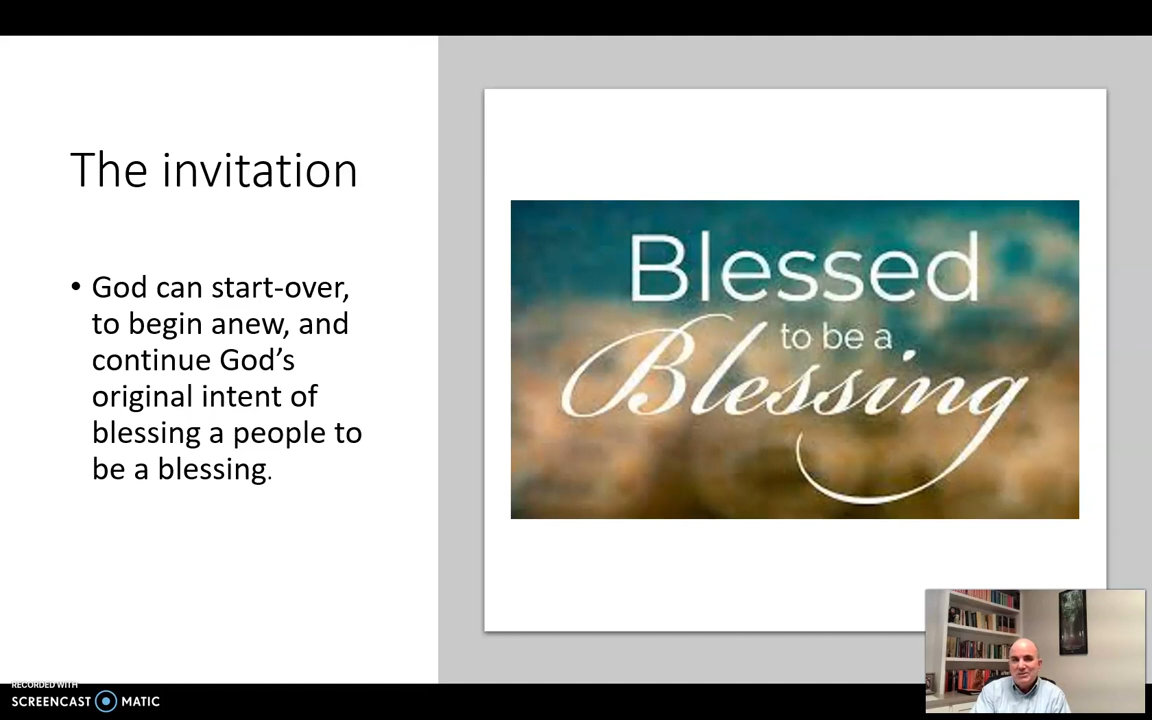 The invitation
• God can start-over,
to begin anew, and
continue God's
original intent of
blessing a people to
be a blessing.
Blessed
to be a
Blessing
RECORDED WITH
SCREENCAST MATIC